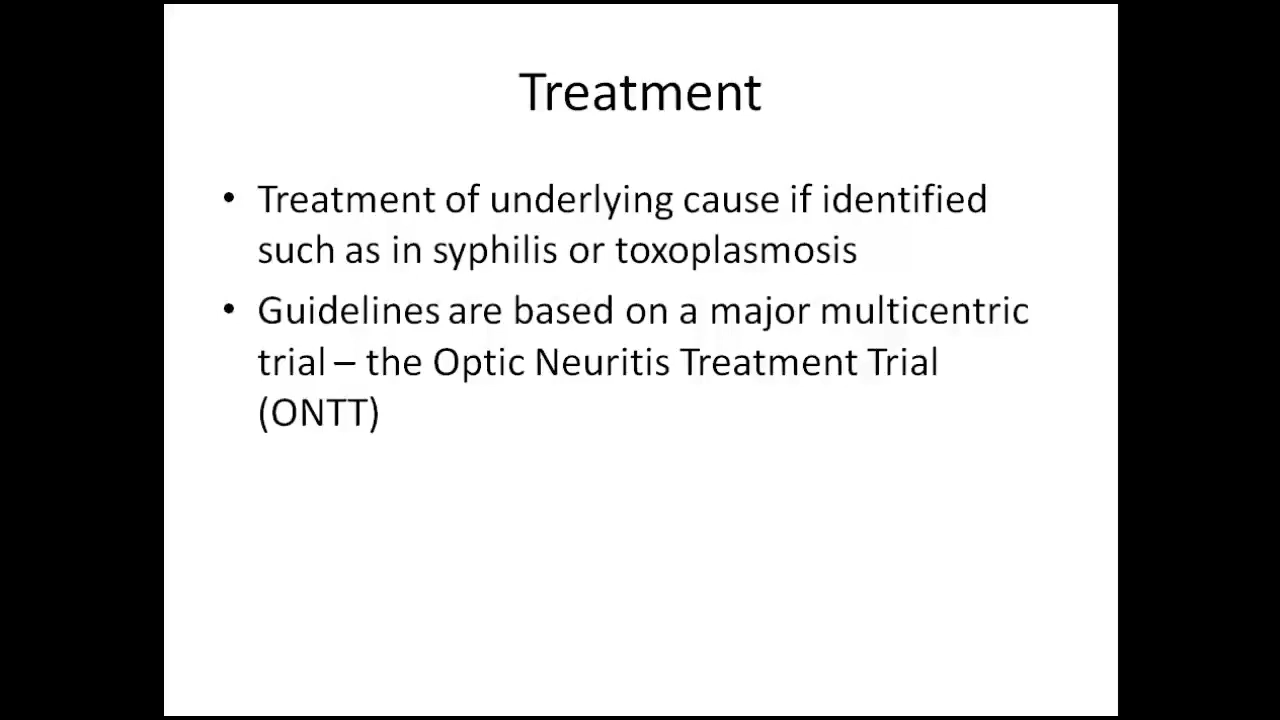 Treatment
• Treatment of underlying cause if identified
such as in syphilis or toxoplasmosis
• Guidelines are based on a major multicentric
trial – the Optic Neuritis Treatment Trial
(ONTT)